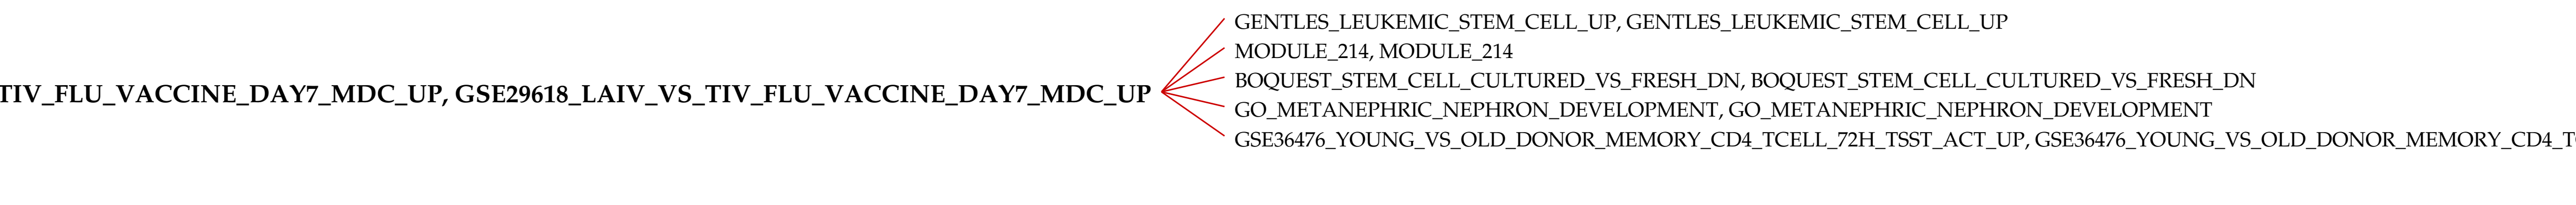 GENTLES_LEUKEMIC_STEM_CELL_UP, GENTLES_LEUKEMIC_STEM_CELL_UP
MODULE_214, MODULE_214
BOQUEST_STEM_CELL_CULTURED_VS_FRESH_DN, BOQUEST_STEM_CELL_CULTURED_VS_FRESH_DN
TIV_FLU_VACCINE_DAY7_MDC_UP, GSE29618_LAIV_VS_TIV_FLU_VACCINE_DAY7_MDC_UP
GO_METANEPHRIC_NEPHRON_DEVELOPMENT, GO_METANEPHRIC_NEPHRON_DEVELOPMENT
GSE36476_YOUNG_VS_OLD_DONOR_MEMORY_CD4_TCELL_72H_TSST_ACT_UP, GSE36476_YOUNG_VS_OLD_DONOR_MEMORY_CD4_T